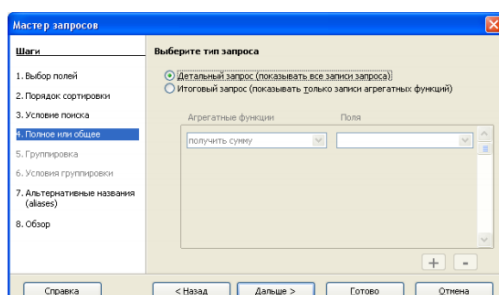 Мастер запросов
Шаги
Выберите тип запроса
1. Выбор полей
2. Порядок сортировки
3. Условие поиска
4. Полное или общее
5. Группировка
6. Условия группировки
7. Альтернативные названия
(aliases)
8. Обзор
Детальный запрос (показывать все записи запроса)
Итоговый запрос (показывать только записи агрегатных функций)
Агрегатные функции Поля
получить сумму
+ -
Справка < Назад Дальше > Готово Отмена